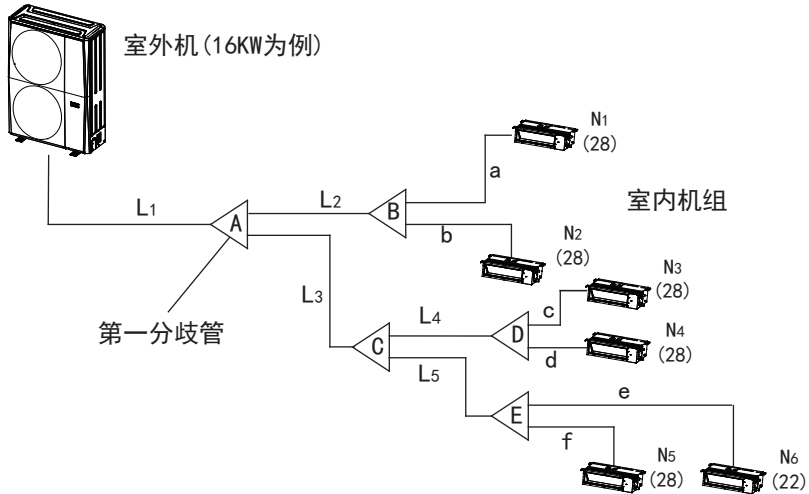 室外机(16KW为例)
N1
(28)
a
室内机组
L1
A
L2
B
b
N2
(28)
N3
(28)
L3
第一分歧管
C
L4
D
c
d
N4
(28)
L5
E
e
f
N5
(28)
N6
(22)